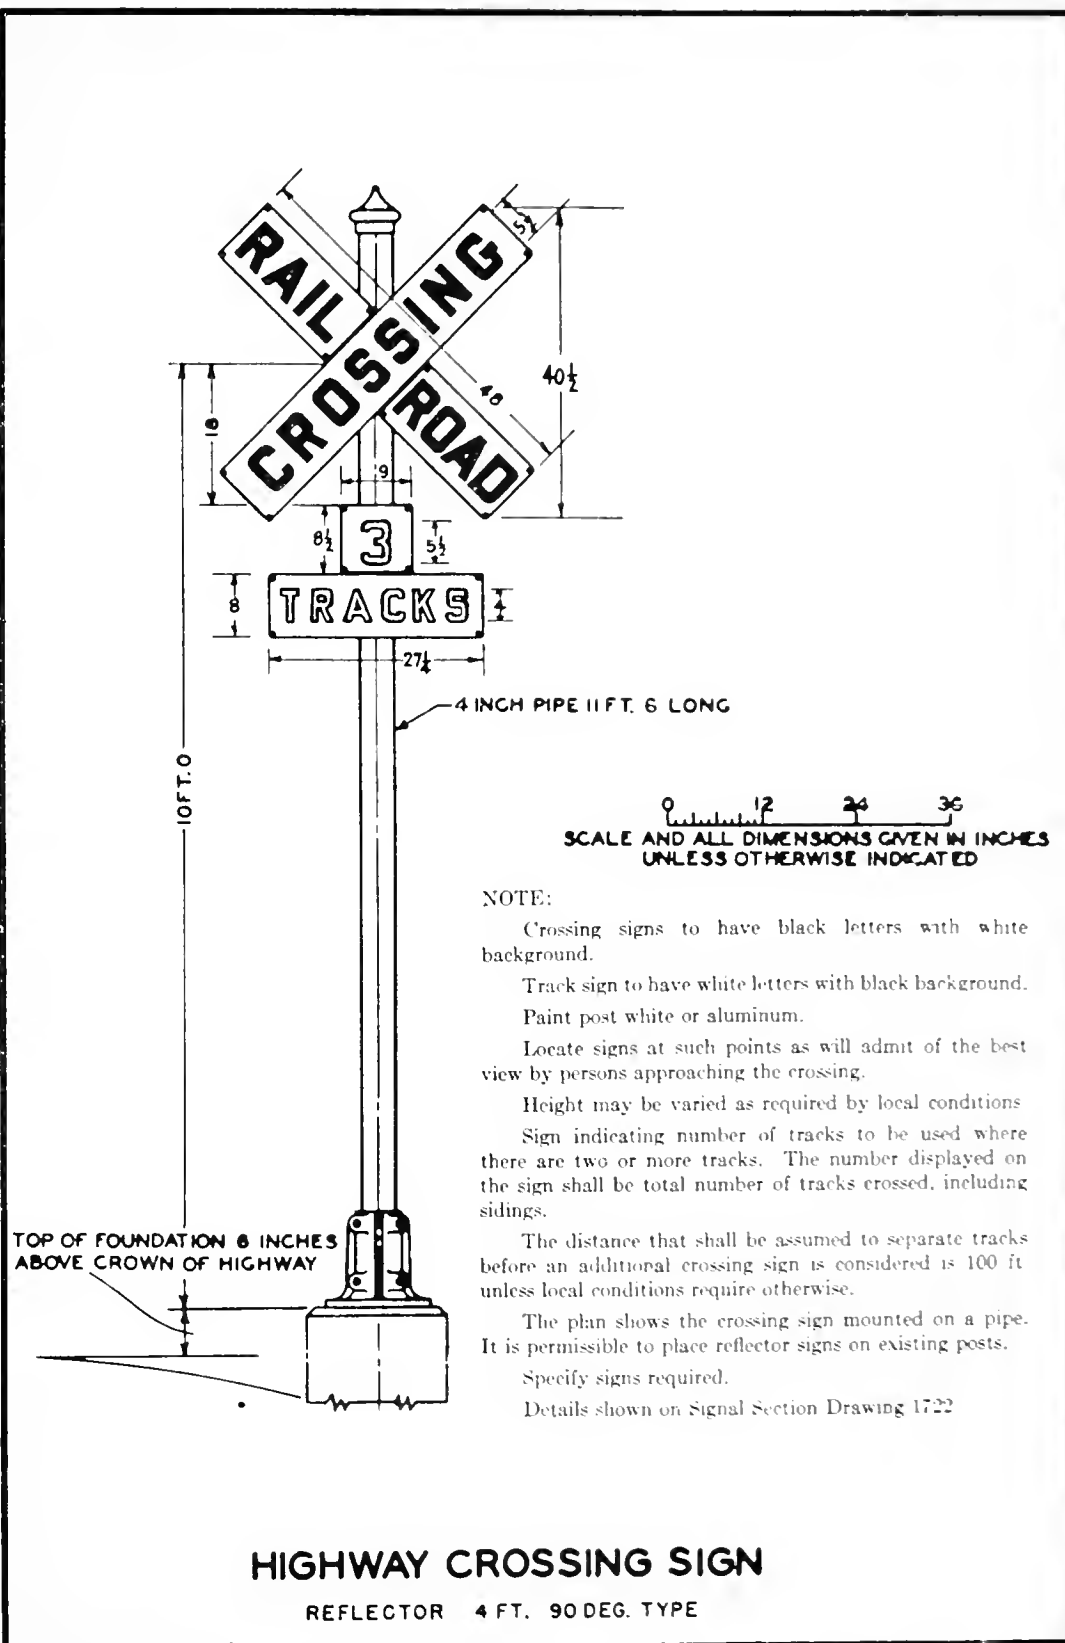 RAIL
ROAD
CROSSING
5½
48
40½
18
9
8½
3
5½
8
TRACKS
4
27¼
4 INCH PIPE 11 FT. 6 LONG
10 FT. 0
0 12 24 36
SCALE AND ALL DIMENSIONS GIVEN IN INCHES
UNLESS OTHERWISE INDICATED
NOTE:
Crossing signs to have black letters with white
background.
Track sign to have white letters with black background.
Paint post white or aluminum.
Locate signs at such points as will admit of the best
view by persons approaching the crossing.
Height may be varied as required by local conditions
Sign indicating number of tracks to be used where
there are two or more tracks. The number displayed on
the sign shall be total number of tracks crossed, including
sidings.
The distance that shall be assumed to separate tracks
before an additional crossing sign is considered is 100 ft
unless local conditions require otherwise.
The plan shows the crossing sign mounted on a pipe.
It is permissible to place reflector signs on existing posts.
Specify signs required.
Details shown on Signal Section Drawing 1722
TOP OF FOUNDATION 6 INCHES
ABOVE CROWN OF HIGHWAY
HIGHWAY CROSSING SIGN
REFLECTOR 4 FT. 90 DEG. TYPE